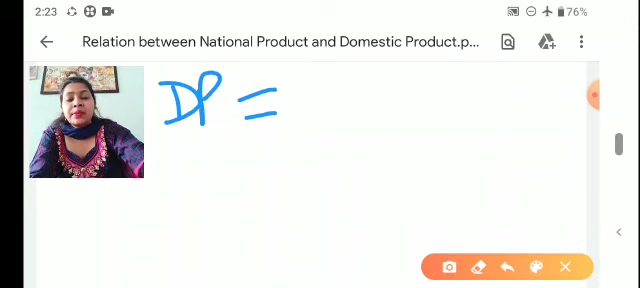 2:23 76%
Relation between National Product and Domestic Product.p...
DP =